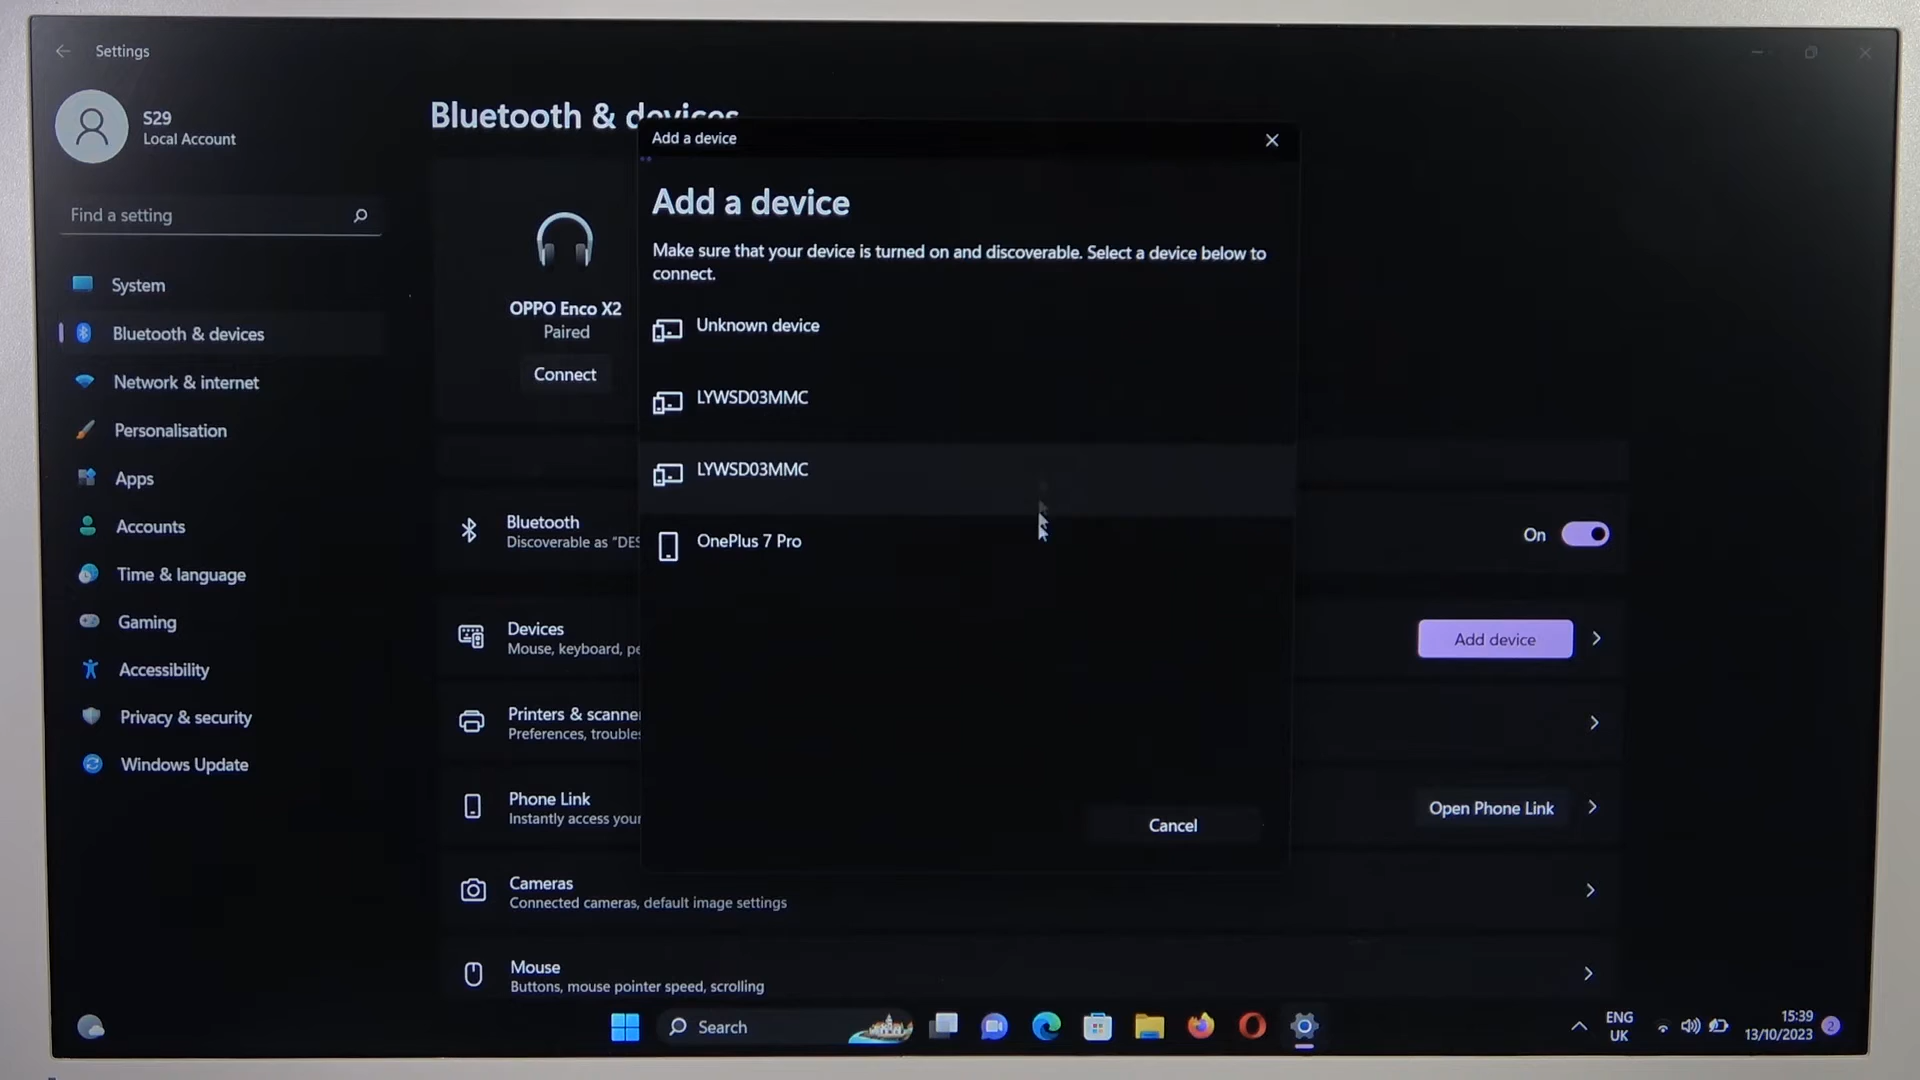 Settings
S29
Local Account
Find a setting
System
Bluetooth & devices
Network & internet
Personalisation
Apps
Accounts
Time & language
Gaming
Accessibility
Privacy & security
Windows Update
Bluetooth & devices
OPPO Enco X2
Paired
Connect
Add a device
Add a device
Make sure that your device is turned on and discoverable. Select a device below to
connect.
Unknown device
LYWSD03MMC
LYWSD03MMC
OnePlus 7 Pro
Cancel
Bluetooth
Discoverable as "DES
On
Devices
Mouse, keyboard, pe
Add device
Printers & scanne
Preferences, troubles
Phone Link
Instantly access your
Open Phone Link
Cameras
Connected cameras, default image settings
Mouse
Buttons, mouse pointer speed, scrolling
Search
ENG
UK
15:39
13/10/2023
2